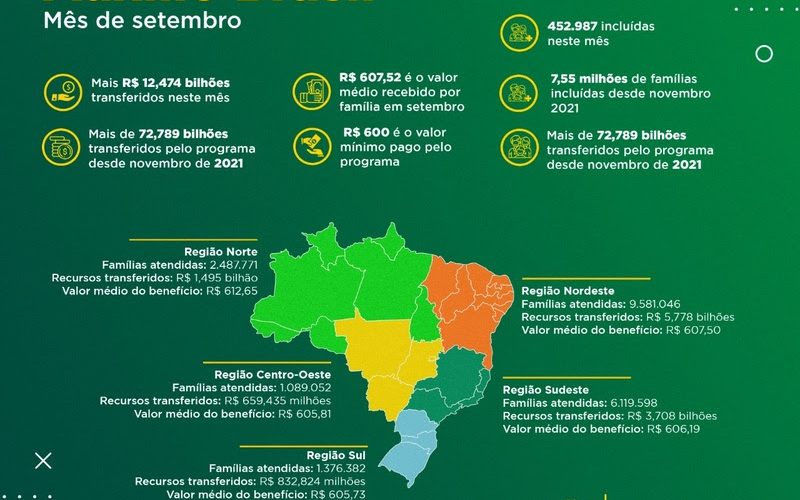 Mês de setembro
452.987 incluídas
neste mês
Mais R$ 12,474 bilhões
transferidos neste mês
R$ 607,52 é o valor
médio recebido por
família em setembro
7,55 milhões de famílias
incluídas desde novembro
2021
Mais de 72,789 bilhões
transferidos pelo programa
desde novembro de 2021
R$ 600 é o valor
mínimo pago pelo
programa
Mais de 72,789 bilhões
transferidos pelo programa
desde novembro de 2021
Região Norte
Famílias atendidas: 2.487.771
Recursos transferidos: R$ 1,495 bilhão
Valor médio do benefício: R$ 612,65
Região Nordeste
Famílias atendidas: 9.581.046
Recursos transferidos: R$ 5,778 bilhões
Valor médio do benefício: R$ 607,50
Região Centro-Oeste
Famílias atendidas: 1.089.052
Recursos transferidos: R$ 659,435 milhões
Valor médio do benefício: R$ 605,81
Região Sudeste
Famílias atendidas: 6.119.598
Recursos transferidos: R$ 3,708 bilhões
Valor médio do benefício: R$ 606,19
Região Sul
Famílias atendidas: 1.376.382
Recursos transferidos: R$ 832,824 milhões
Valor médio do benefício: R$ 605,73